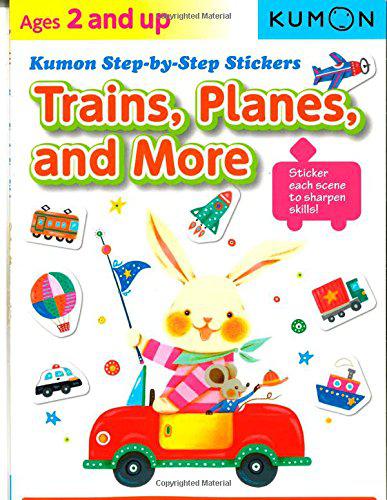 Ages 2 and up
KUMON
Kumon Step-by-Step Stickers
Trains, Planes,
and More
Sticker
each scene
to sharpen
skills!